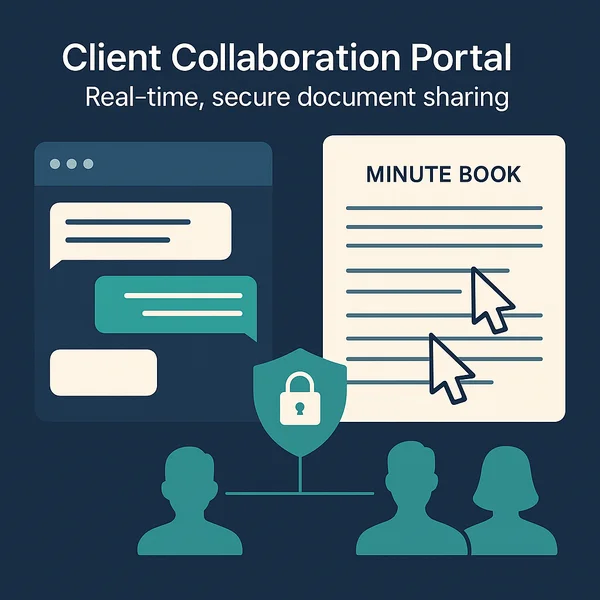 Client Collaboration Portal
Real-time, secure document sharing
MINUTE BOOK